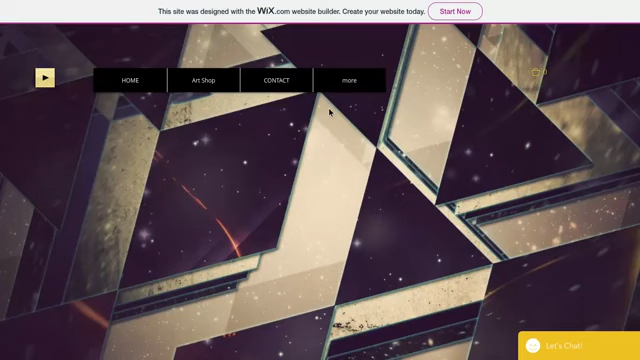 This site was designed with the WiX.com website builder. Create your website today. Start Now
HOME Art Shop CONTACT more
Let's Chat!